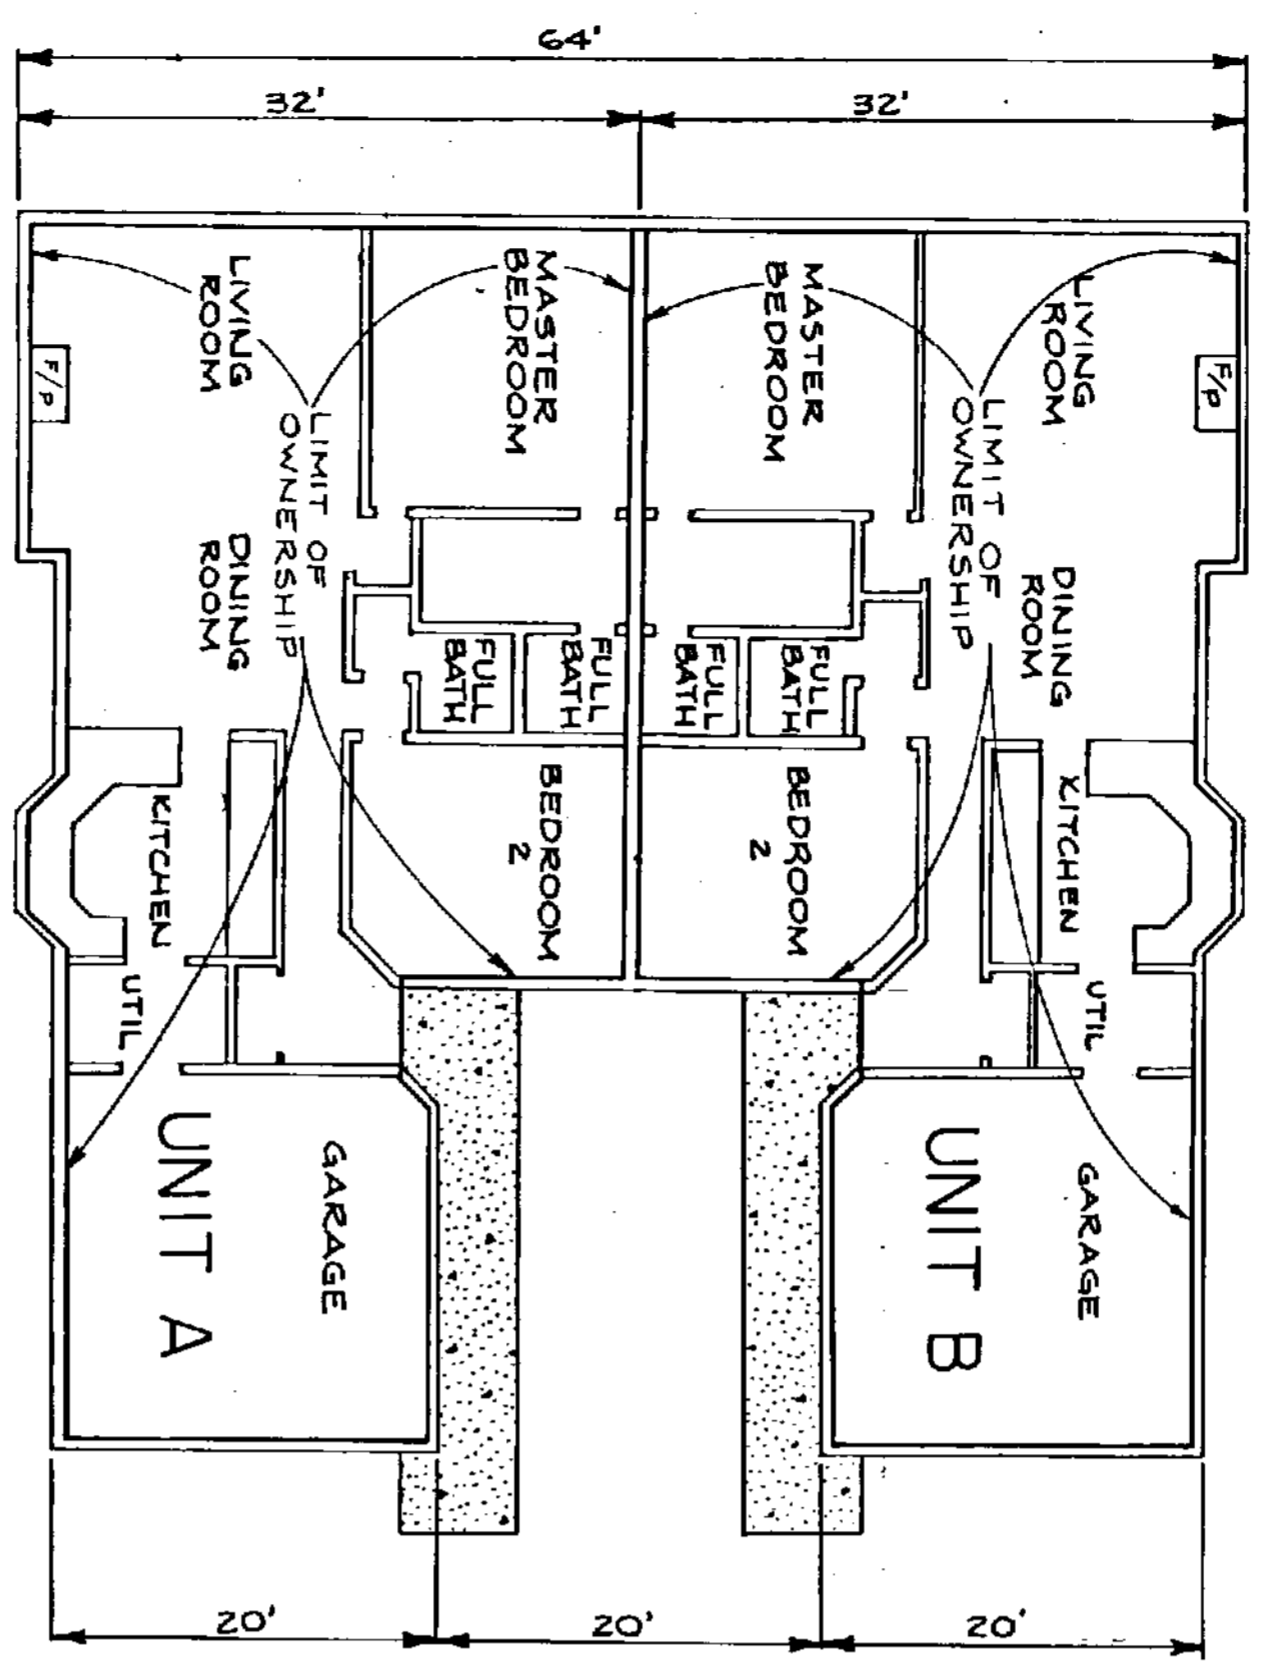 64'
32'
32'
LIVING
ROOM
MASTER
BEDROOM
MASTER
BEDROOM
LIVING
ROOM
F/P
F/P
LIMIT OF
OWNERSHIP
LIMIT OF
OWNERSHIP
DINING
ROOM
DINING
ROOM
FULL
BATH
FULL
BATH
FULL
BATH
FULL
BATH
KITCHEN
BEDROOM
2
BEDROOM
2
KITCHEN
UTIL
UTIL
UNIT A
GARAGE
UNIT B
GARAGE
20'
20'
20'